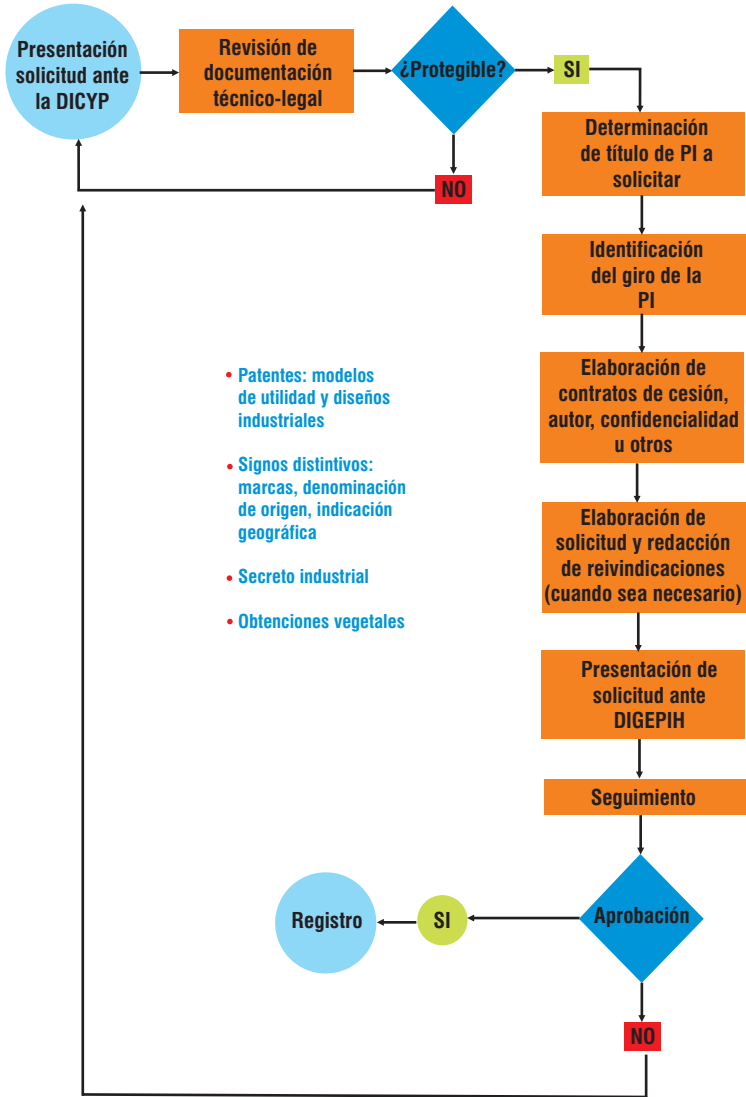 Presentación
solicitud ante
la DICYP
Revisión de
documentación
técnico-legal
¿Protegible?
SI
NO
Determinación
de título de PI a
solicitar
Identificación
del giro de la
PI
Elaboración de
contratos de cesión,
autor, confidencialidad
u otros
Elaboración de
solicitud y redacción
de reivindicaciones
(cuando sea necesario)
Presentación de
solicitud ante
DIGEPIH
Seguimiento
Aprobación
SI
Registro
NO
• Patentes: modelos
de utilidad y diseños
industriales
• Signos distintivos:
marcas, denominación
de origen, indicación
geográfica
• Secreto industrial
• Obtenciones vegetales